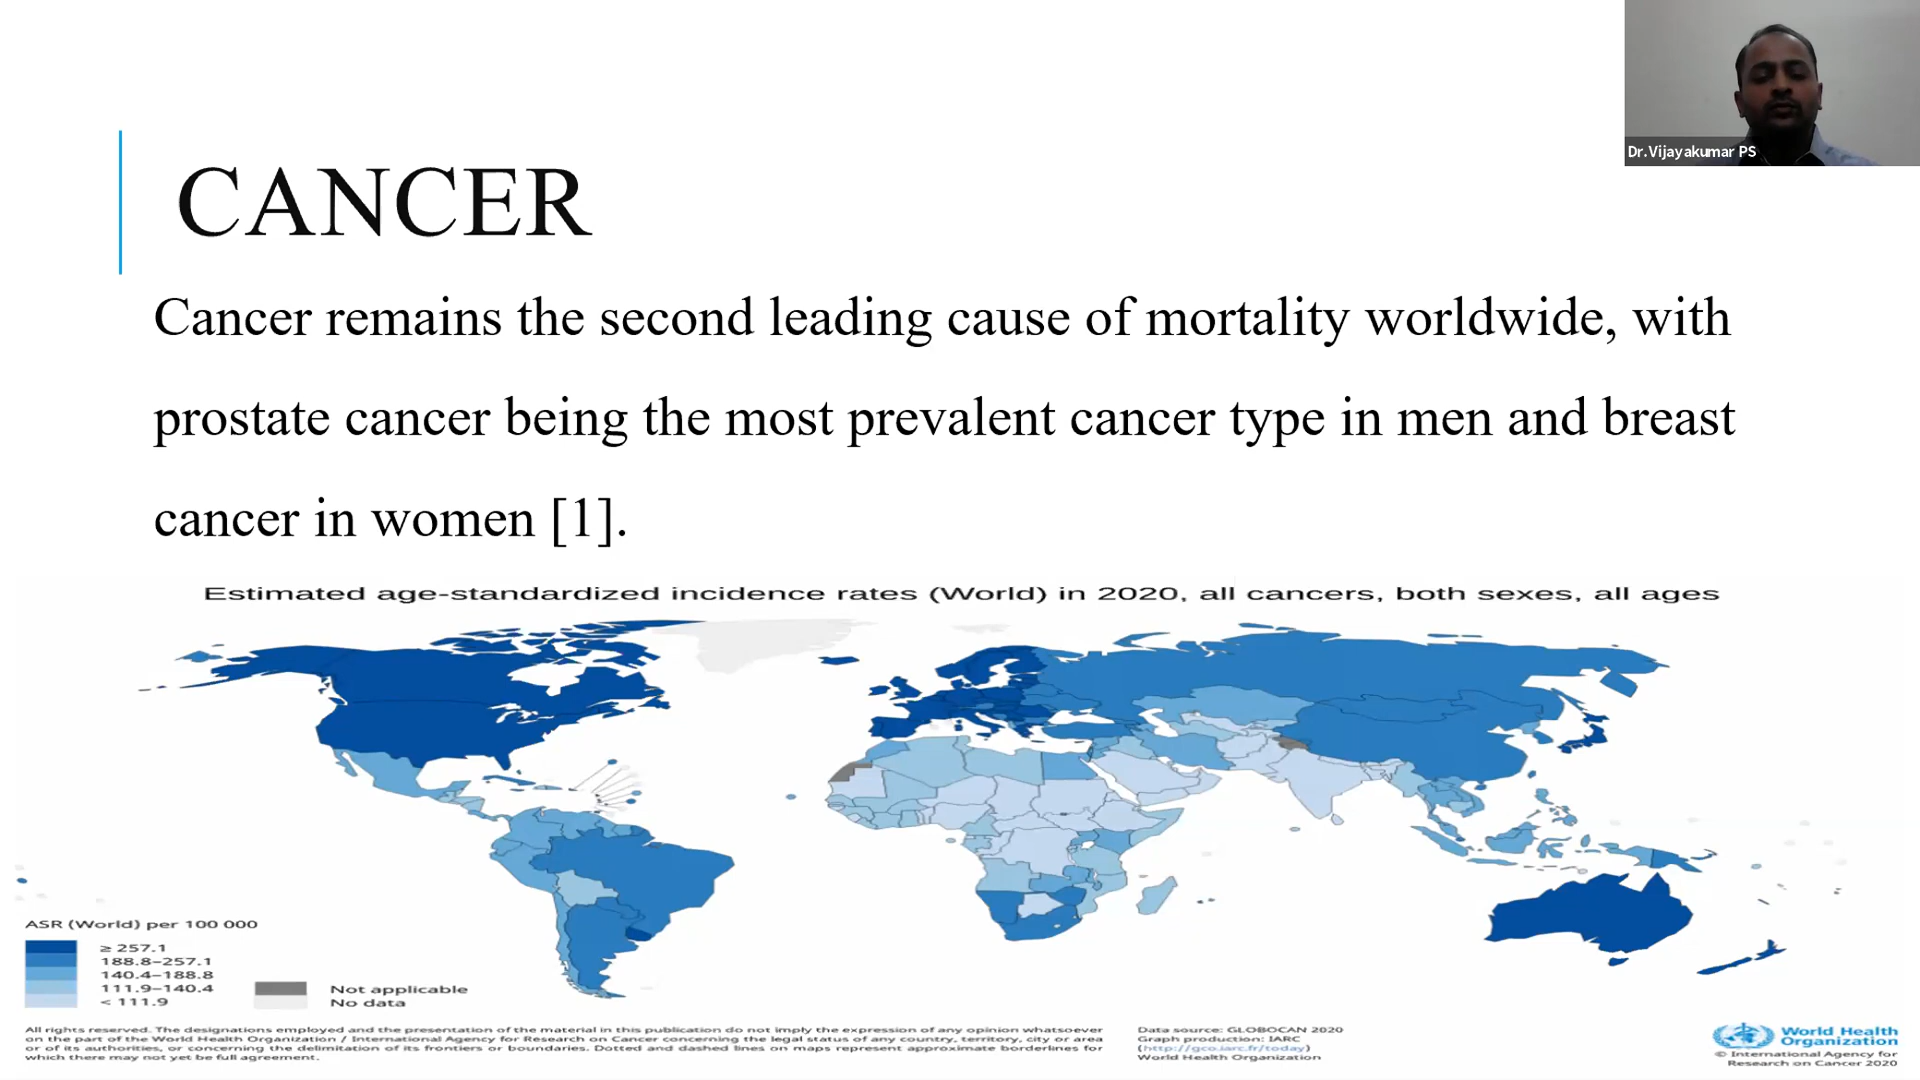 Dr.Vijayakumar PS
CANCER
Cancer remains the second leading cause of mortality worldwide, with
prostate cancer being the most prevalent cancer type in men and breast
cancer in women [1].
Estimated age-standardized incidence rates (World) in 2020, all cancers, both sexes, all ages
ASR (World) per 100 000
≥ 257.1
188.8–257.1
140.4–188.8
111.9–140.4
< 111.9
Not applicable
No data
All rights reserved. The designations employed and the presentation of the material in this publication do not imply the expression of any opinion whatsoever
on the part of the World Health Organization / International Agency for Research on Cancer concerning the legal status of any country, territory, city or area
or of its authorities, or concerning the delimitation of its frontiers or boundaries. Dotted and dashed lines on maps represent approximate borderlines for
which there may not yet be full agreement.
Data source: GLOBOCAN 2020
Graph production: IARC
(http://gco.iarc.fr/today)
World Health Organization
World Health
Organization
© International Agency for
Research on Cancer 2020